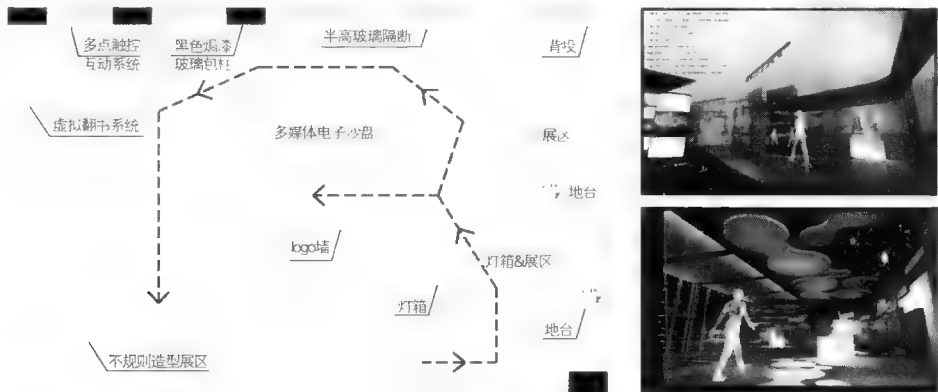 多点触控
互动系统
黑色焗漆
玻璃包柱
半高玻璃隔断
背投
虚拟翻书系统
多媒体电子沙盘
展区
地台
logo墙
灯箱&展区
灯箱
地台
不规则造型展区